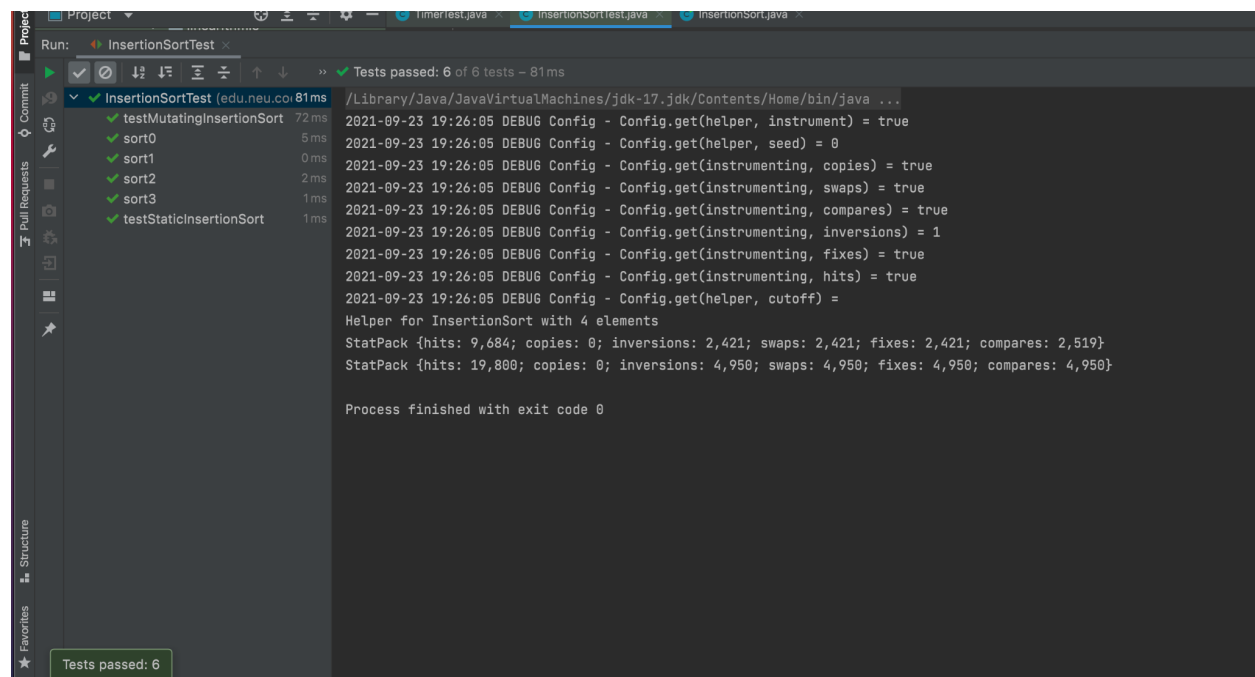 Project
TimerTest.java
InsertionSortTest.java
InsertionSort.java
Project
Commit
Pull Requests
Structure
Favorites
Run: InsertionSortTest
Tests passed: 6 of 6 tests – 81 ms
InsertionSortTest (edu.neu.co 81 ms
testMutatingInsertionSort 72 ms
sort0 5 ms
sort1 0 ms
sort2 2 ms
sort3 1 ms
testStaticInsertionSort 1 ms
/Library/Java/JavaVirtualMachines/jdk-17.jdk/Contents/Home/bin/java ...
2021-09-23 19:26:05 DEBUG Config - Config.get(helper, instrument) = true
2021-09-23 19:26:05 DEBUG Config - Config.get(helper, seed) = 0
2021-09-23 19:26:05 DEBUG Config - Config.get(instrumenting, copies) = true
2021-09-23 19:26:05 DEBUG Config - Config.get(instrumenting, swaps) = true
2021-09-23 19:26:05 DEBUG Config - Config.get(instrumenting, compares) = true
2021-09-23 19:26:05 DEBUG Config - Config.get(instrumenting, inversions) = 1
2021-09-23 19:26:05 DEBUG Config - Config.get(instrumenting, fixes) = true
2021-09-23 19:26:05 DEBUG Config - Config.get(instrumenting, hits) = true
2021-09-23 19:26:05 DEBUG Config - Config.get(helper, cutoff) =
Helper for InsertionSort with 4 elements
StatPack {hits: 9,684; copies: 0; inversions: 2,421; swaps: 2,421; fixes: 2,421; compares: 2,519}
StatPack {hits: 19,800; copies: 0; inversions: 4,950; swaps: 4,950; fixes: 4,950; compares: 4,950}
Process finished with exit code 0
Tests passed: 6